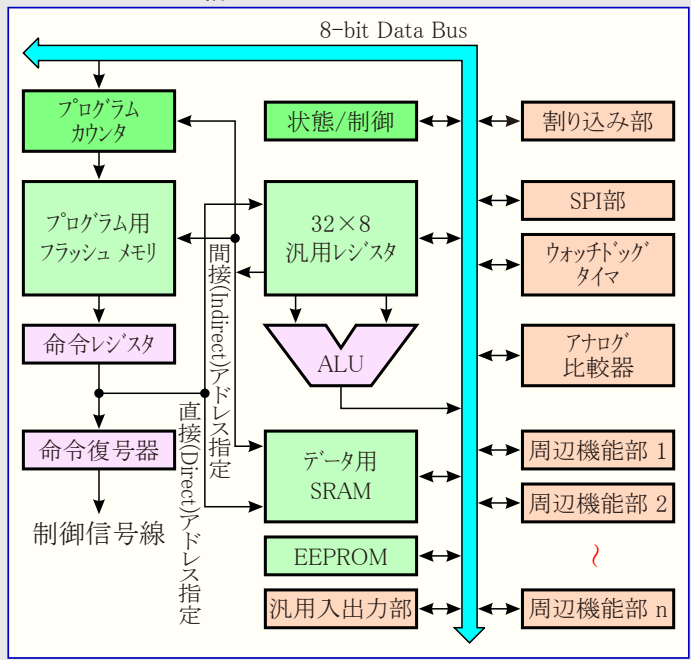 8-bit Data Bus
プログラム
カウンタ
状態/制御
割り込み部
プログラム用
フラッシュ メモリ
32×8
汎用レジスタ
SPI部
ウォッチドッグ
タイマ
間接(Indirect)アドレス指定
命令レジスタ
ALU
アナログ
比較器
直接(Direct)アドレス指定
命令復号器
データ用
SRAM
周辺機能部 1
周辺機能部 2
制御信号線
EEPROM
～
汎用入出力部
周辺機能部 n